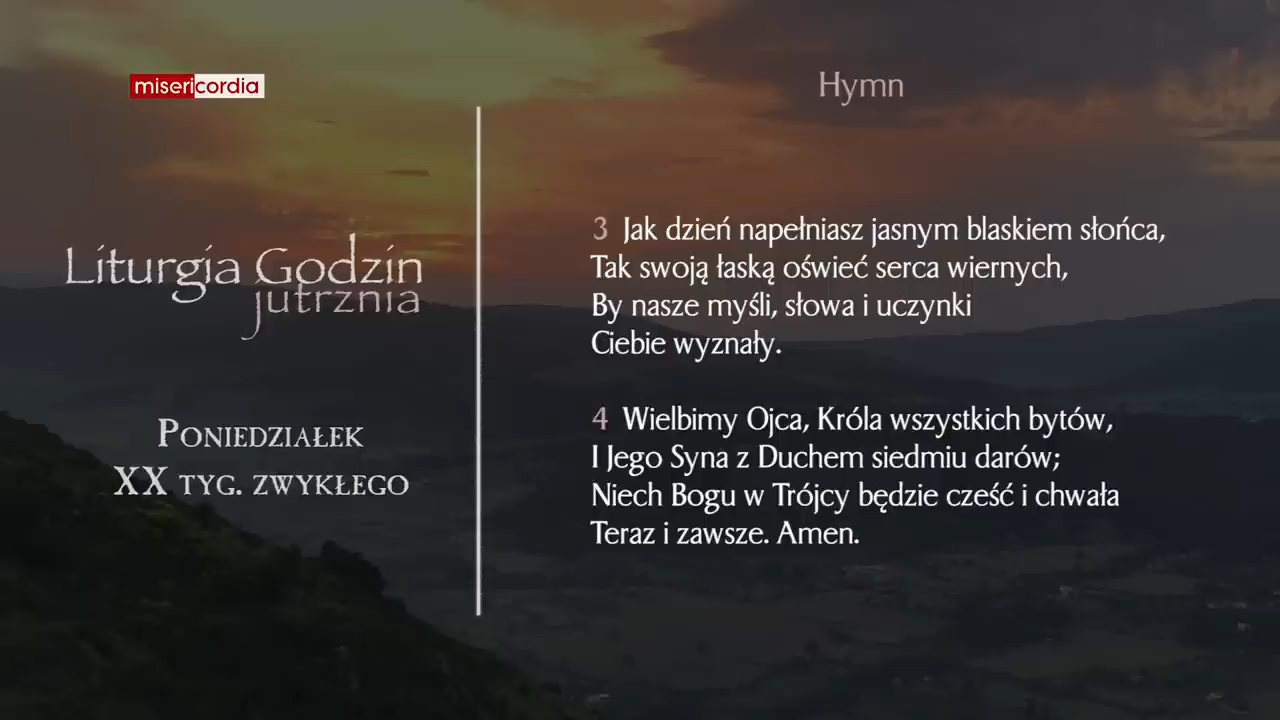 misericordia
Liturgia Godzin
jutrznia
Poniedziałek
XX tyg. zwykłego
Hymn
3 Jak dzień napełniasz jasnym blaskiem słońca,
Tak swoją łaską oświeć serca wiernych,
By nasze myśli, słowa i uczynki
Ciebie wyznały.
4 Wielbimy Ojca, Króla wszystkich bytów,
I Jego Syna z Duchem siedmiu darów;
Niech Bogu w Trójcy będzie cześć i chwała
Teraz i zawsze. Amen.